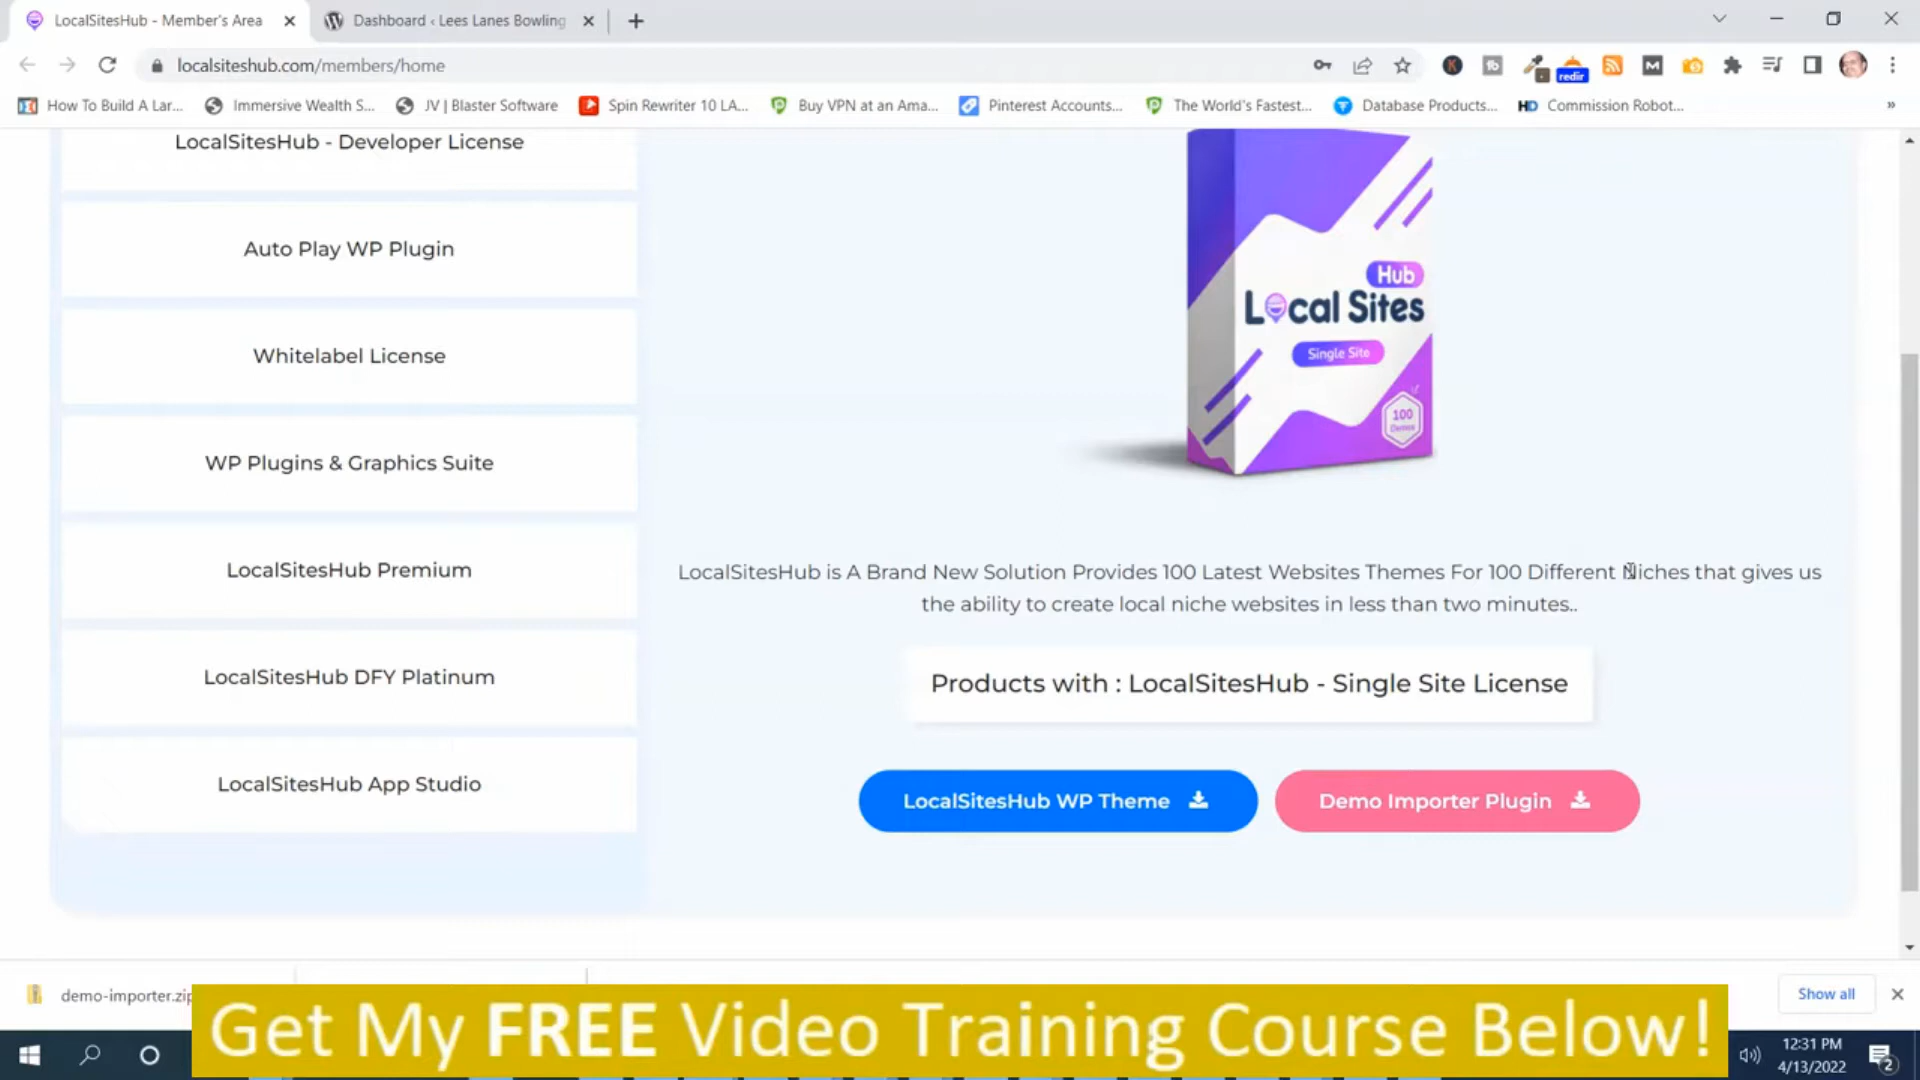 LocalSitesHub - Member's Area
Dashboard ‹ Lees Lanes Bowling
localsiteshub.com/members/home
redir
How To Build A Lar...
Immersive Wealth S...
JV | Blaster Software
Spin Rewriter 10 LA...
Buy VPN at an Ama...
Pinterest Accounts...
The World's Fastest...
Database Products...
HD Commission Robot...
LocalSitesHub - Developer License
Auto Play WP Plugin
Whitelabel License
WP Plugins & Graphics Suite
LocalSitesHub Premium
LocalSitesHub DFY Platinum
LocalSitesHub App Studio
Hub
Local Sites
Single Site
100
Demos
LocalSitesHub is A Brand New Solution Provides 100 Latest Websites Themes For 100 Different Niches that gives us
the ability to create local niche websites in less than two minutes..
Products with : LocalSitesHub - Single Site License
LocalSitesHub WP Theme
Demo Importer Plugin
demo-importer.zip
Show all
Get My FREE Video Training Course Below!
12:31 PM
4/13/2022
2